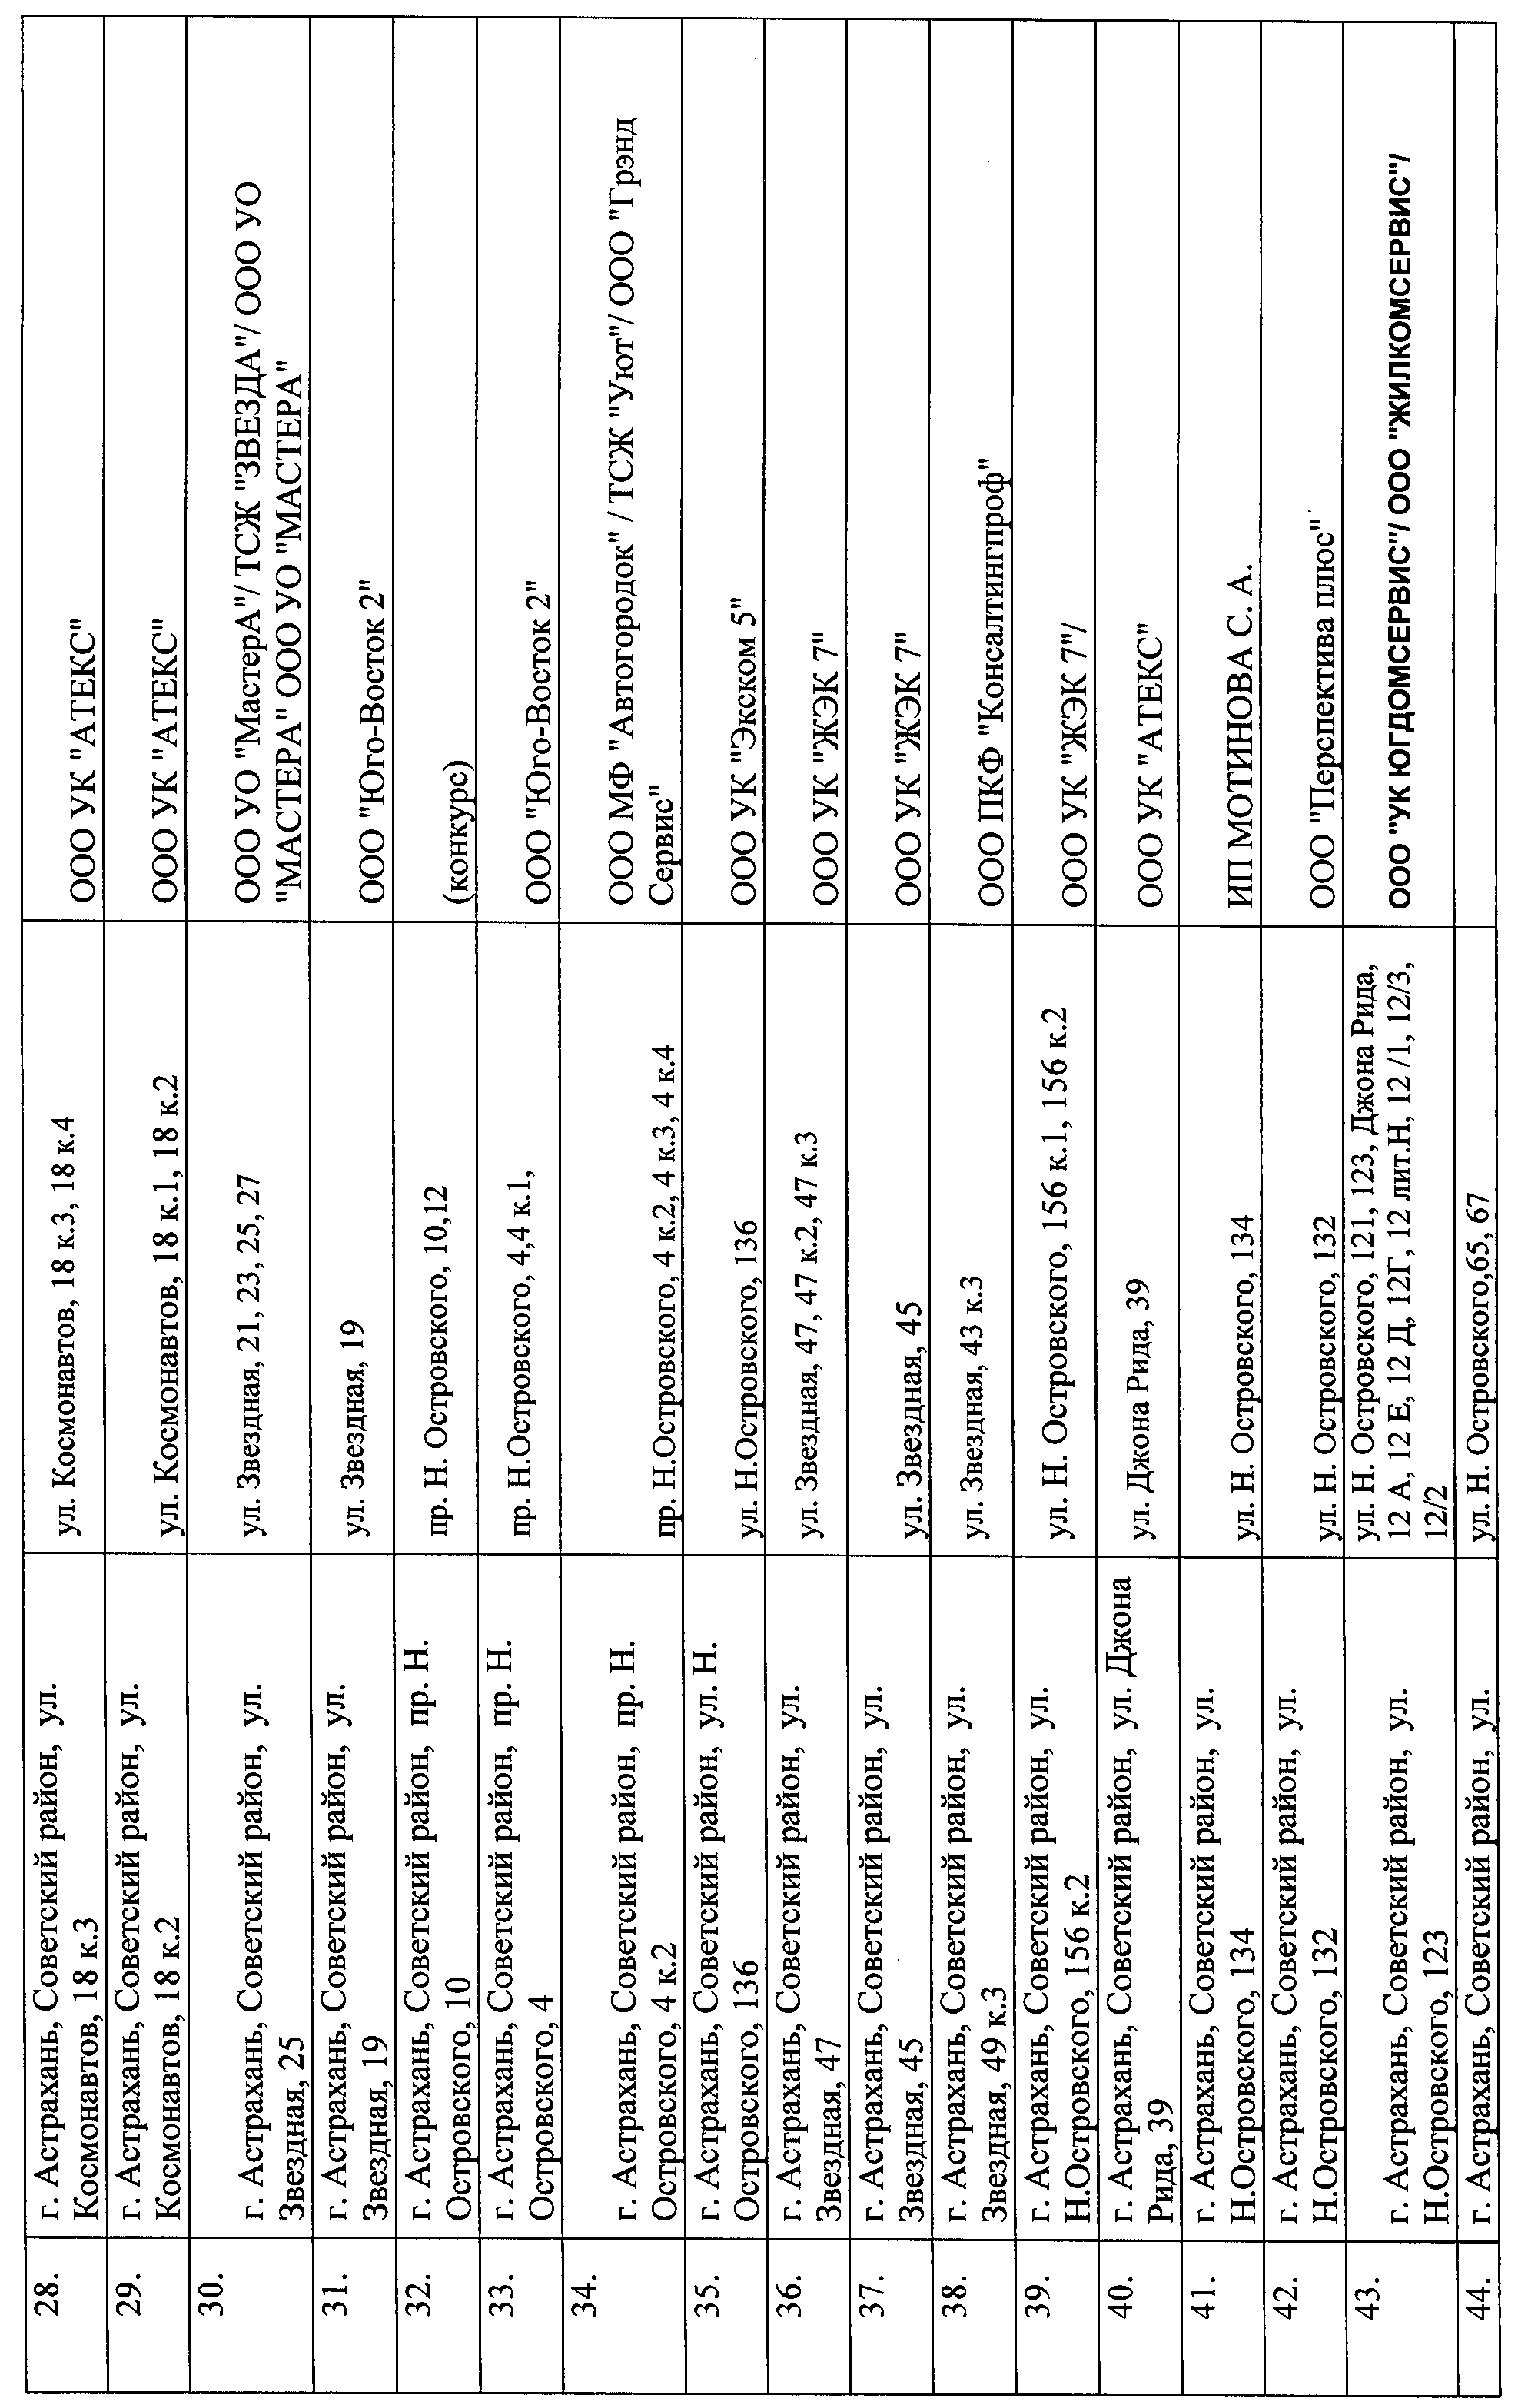 28.
г. Астрахань, Советский район, ул.
Космонавтов, 18 к.3
ул. Космонавтов, 18 к.3, 18 к.4
ООО УК "АТЕКС"
29.
г. Астрахань, Советский район, ул.
Космонавтов, 18 к.2
ул. Космонавтов, 18 к.1, 18 к.2
ООО УК "АТЕКС"
30.
г. Астрахань, Советский район, ул.
Звездная, 25
ул. Звездная, 21, 23, 25, 27
ООО УО "МастерА"/ ТСЖ "ЗВЕЗДА"/ ООО УО
"МАСТЕРА" ООО УО "МАСТЕРА"
31.
г. Астрахань, Советский район, ул.
Звездная, 19
ул. Звездная, 19
ООО "Юго-Восток 2"
32.
г. Астрахань, Советский район, пр. Н.
Островского, 10
пр. Н. Островского, 10,12
(конкурс)
33.
г. Астрахань, Советский район, пр. Н.
Островского, 4
пр. Н.Островского, 4,4 к.1,
ООО "Юго-Восток 2"
34.
г. Астрахань, Советский район, пр. Н.
Островского, 4 к.2
пр. Н.Островского, 4 к.2, 4 к.3, 4 к.4
ООО МФ "Автогородок" / ТСЖ "Уют"/ ООО "Грэнд
Сервис"
35.
г. Астрахань, Советский район, ул. Н.
Островского, 136
ул. Н.Островского, 136
ООО УК "Экском 5"
36.
г. Астрахань, Советский район, ул.
Звездная, 47
ул. Звездная, 47, 47 к.2, 47 к.3
ООО УК "ЖЭК 7"
37.
г. Астрахань, Советский район, ул.
Звездная, 45
ул. Звездная, 45
ООО УК "ЖЭК 7"
38.
г. Астрахань, Советский район, ул.
Звездная, 49 к.3
ул. Звездная, 43 к.3
ООО ПКФ "Консалтингпроф"
39.
г. Астрахань, Советский район, ул.
Н.Островского, 156 к.2
ул. Н. Островского, 156 к.1, 156 к.2
ООО УК "ЖЭК 7"/
40.
г. Астрахань, Советский район, ул. Джона
Рида, 39
ул. Джона Рида, 39
ООО УК "АТЕКС"
41.
г. Астрахань, Советский район, ул.
Н.Островского, 134
ул. Н. Островского, 134
ИП МОТИНОВА С. А.
42.
г. Астрахань, Советский район, ул.
Н.Островского, 132
ул. Н. Островского, 132
ООО "Перспектива плюс"
43.
г. Астрахань, Советский район, ул.
Н.Островского, 123
ул. Н. Островского, 121, 123, Джона Рида,
12 А, 12 Е, 12 Д, 12Г, 12 лит.Н, 12 /1, 12/3,
12/2
ООО "УК ЮГДОМСЕРВИС"/ ООО "ЖИЛКОМСЕРВИС"/
44.
г. Астрахань, Советский район, ул.
ул. Н. Островского,65, 67